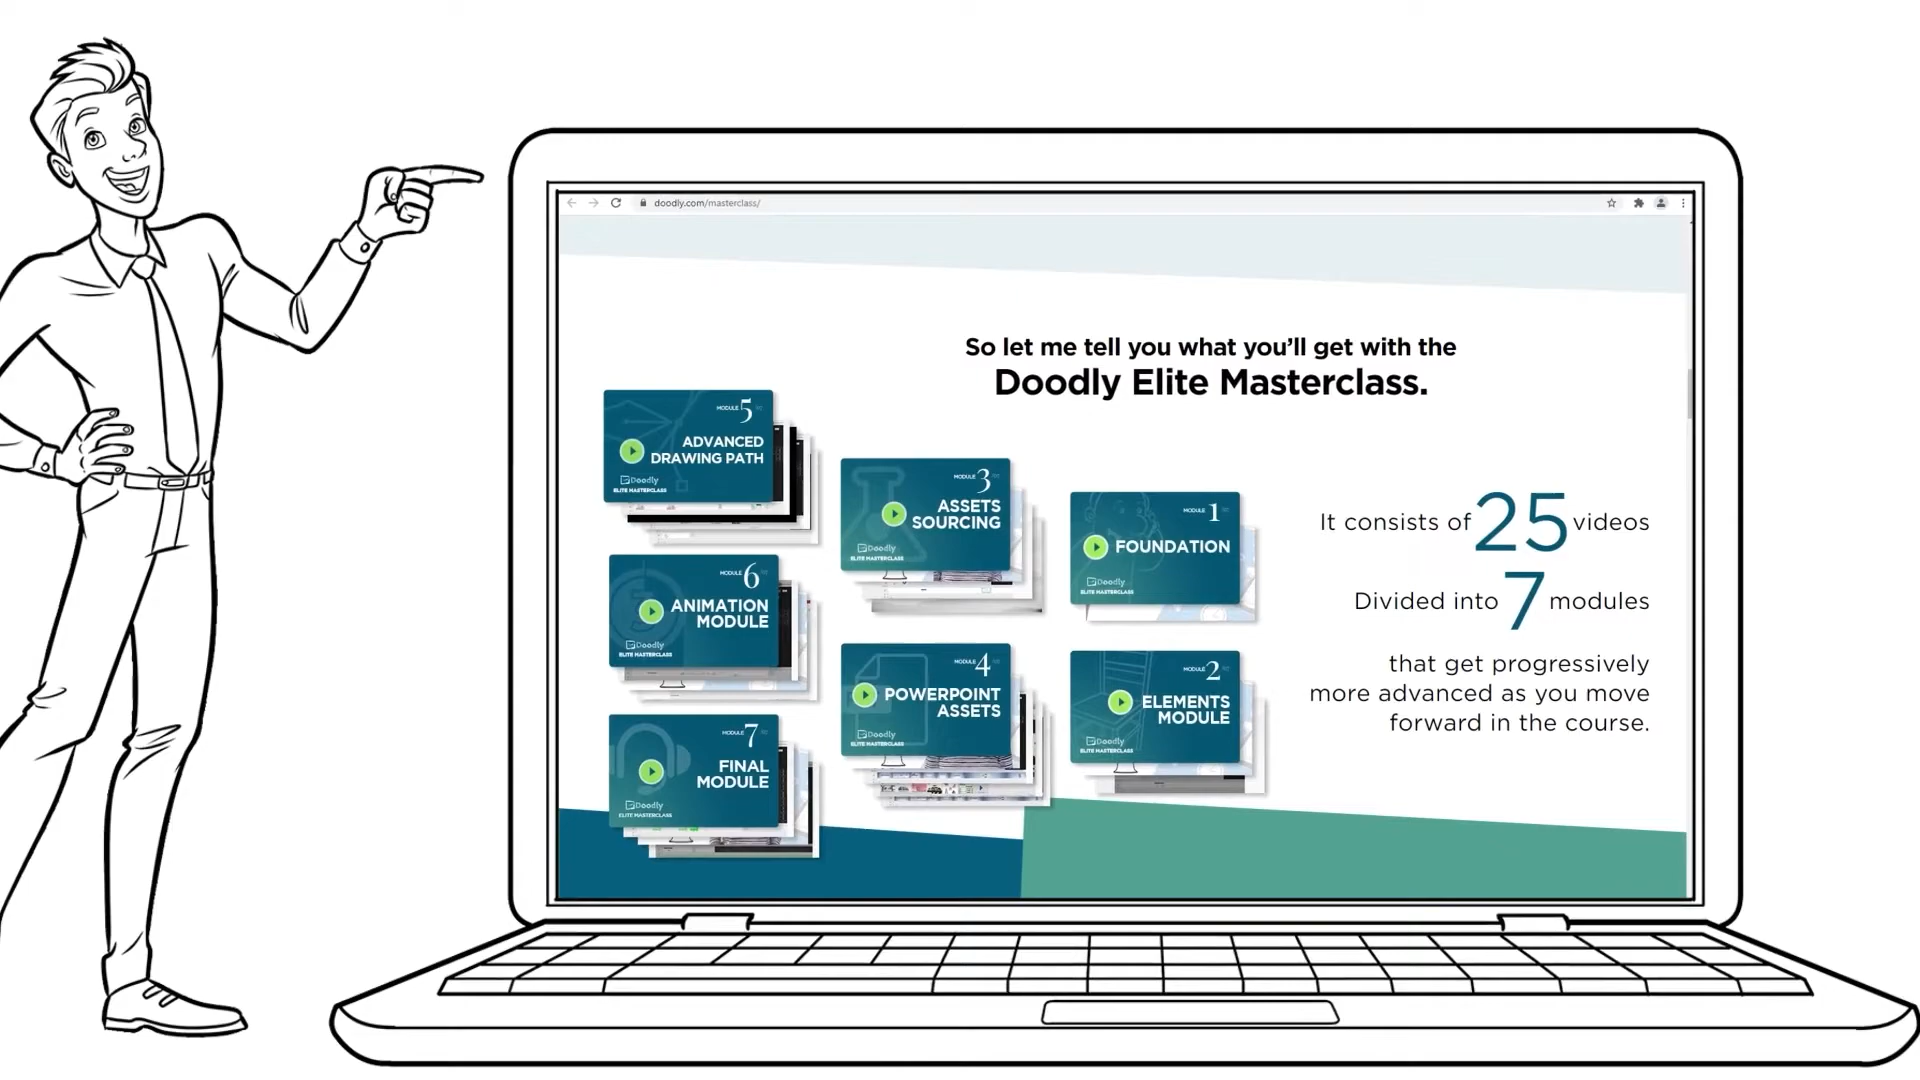 doodly.com/masterclass/
So let me tell you what you'll get with the
Doodly Elite Masterclass.
MODULE 5
ADVANCED
DRAWING PATH
Doodly
ELITE MASTERCLASS
MODULE 3
ASSETS
SOURCING
Doodly
ELITE MASTERCLASS
MODULE 1
FOUNDATION
Doodly
ELITE MASTERCLASS
It consists of 25 videos
Divided into 7 modules
that get progressively
more advanced as you move
forward in the course.
MODULE 6
ANIMATION
MODULE
Doodly
ELITE MASTERCLASS
MODULE 4
POWERPOINT
ASSETS
Doodly
ELITE MASTERCLASS
MODULE 2
ELEMENTS
MODULE
Doodly
ELITE MASTERCLASS
MODULE 7
FINAL
MODULE
Doodly
ELITE MASTERCLASS